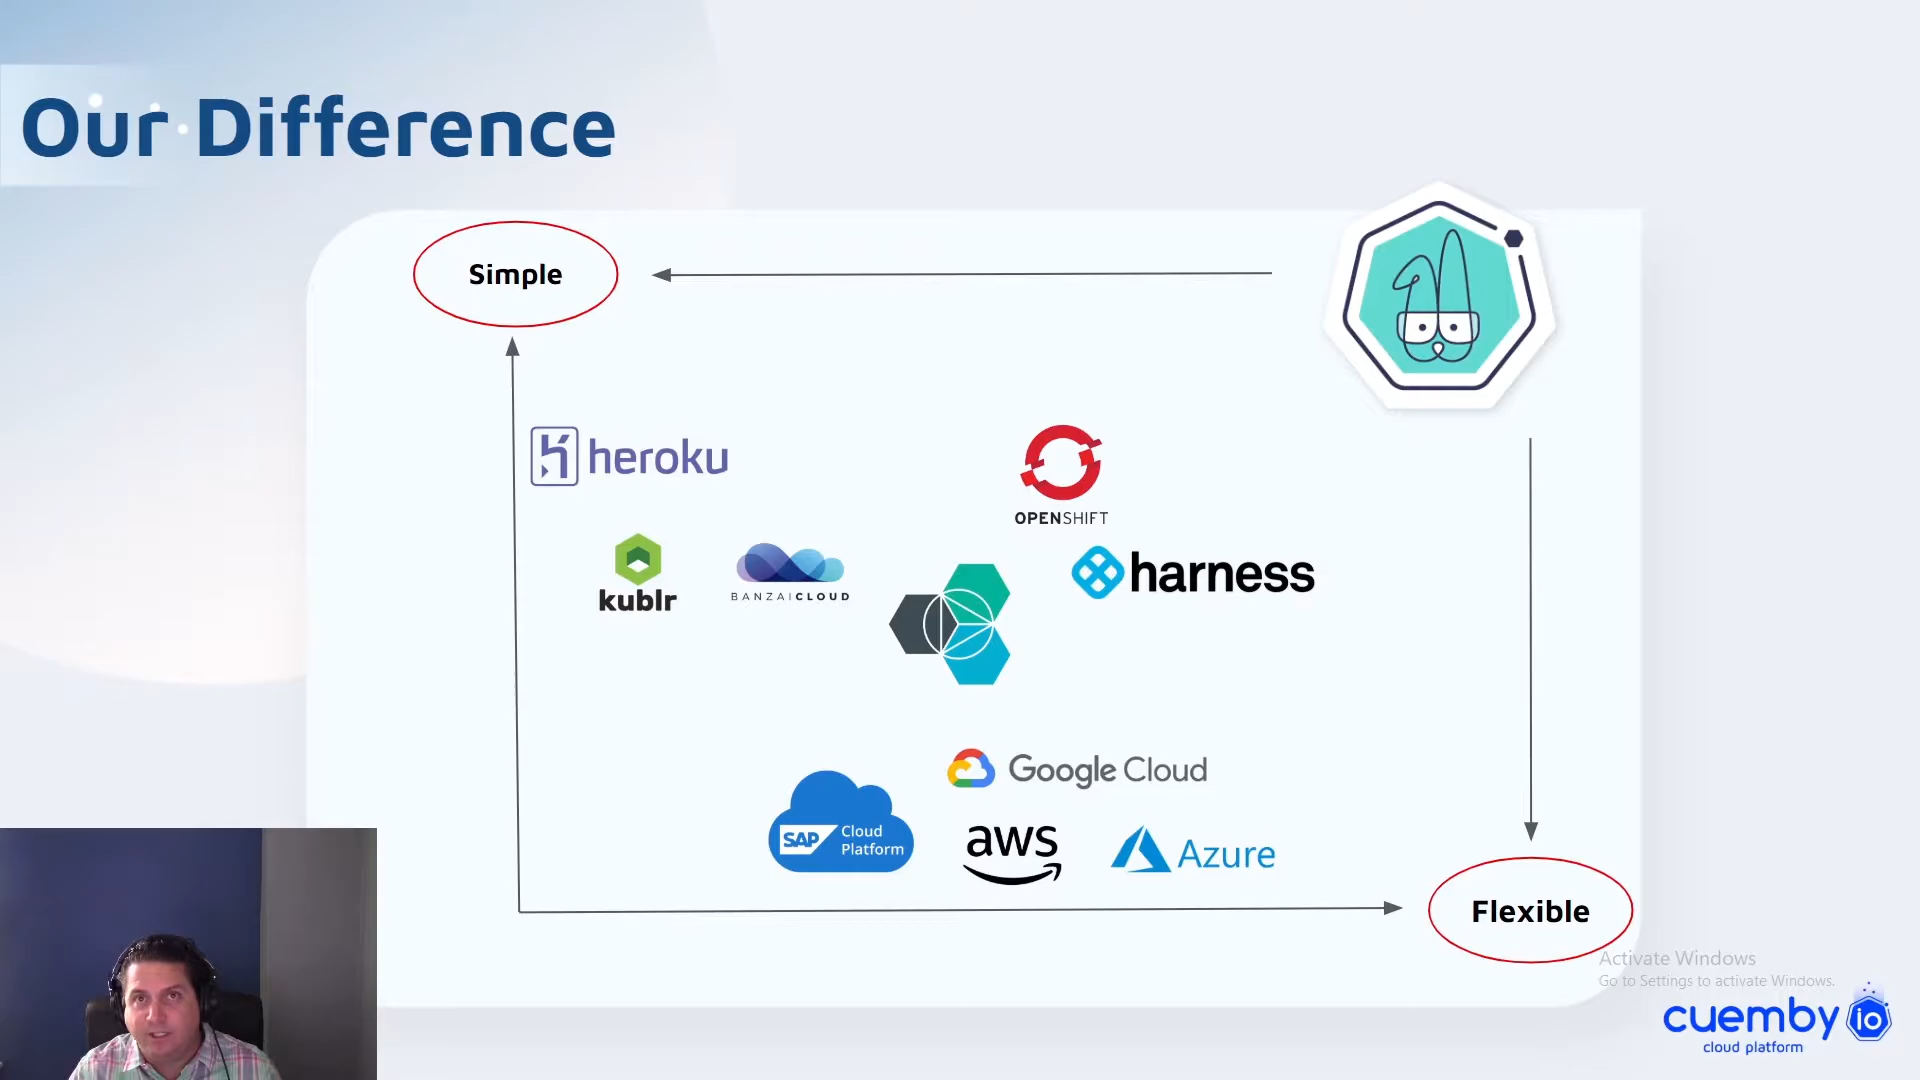 Our Difference
Simple
heroku
OPENSHIFT
kublr
BANZAICLOUD
harness
Google Cloud
SAP Cloud Platform
aws
Azure
Flexible
Activate Windows
Go to Settings to activate Windows.
cuemby io
cloud platform